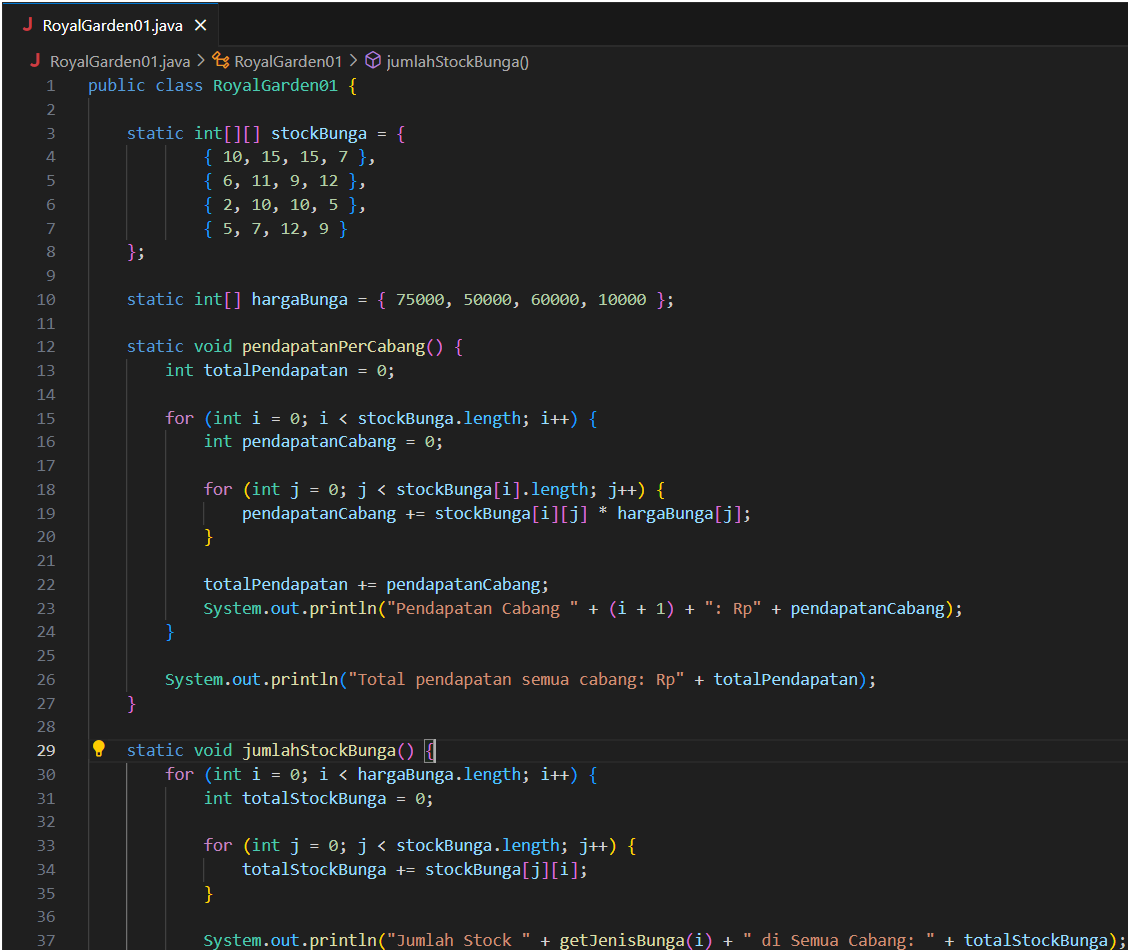 RoyalGarden01.java
RoyalGarden01.java > RoyalGarden01 > jumlahStockBunga()
1 public class RoyalGarden01 {
2
3 static int[][] stockBunga = {
4 { 10, 15, 15, 7 },
5 { 6, 11, 9, 12 },
6 { 2, 10, 10, 5 },
7 { 5, 7, 12, 9 }
8 };
9
10 static int[] hargaBunga = { 75000, 50000, 60000, 10000 };
11
12 static void pendapatanPerCabang() {
13 int totalPendapatan = 0;
14
15 for (int i = 0; i < stockBunga.length; i++) {
16 int pendapatanCabang = 0;
17
18 for (int j = 0; j < stockBunga[i].length; j++) {
19 pendapatanCabang += stockBunga[i][j] * hargaBunga[j];
20 }
21
22 totalPendapatan += pendapatanCabang;
23 System.out.println("Pendapatan Cabang " + (i + 1) + ": Rp" + pendapatanCabang);
24 }
25
26 System.out.println("Total pendapatan semua cabang: Rp" + totalPendapatan);
27 }
28
29 static void jumlahStockBunga() {
30 for (int i = 0; i < hargaBunga.length; i++) {
31 int totalStockBunga = 0;
32
33 for (int j = 0; j < stockBunga.length; j++) {
34 totalStockBunga += stockBunga[j][i];
35 }
36
37 System.out.println("Jumlah Stock " + getJenisBunga(i) + " di Semua Cabang: " + totalStockBunga);